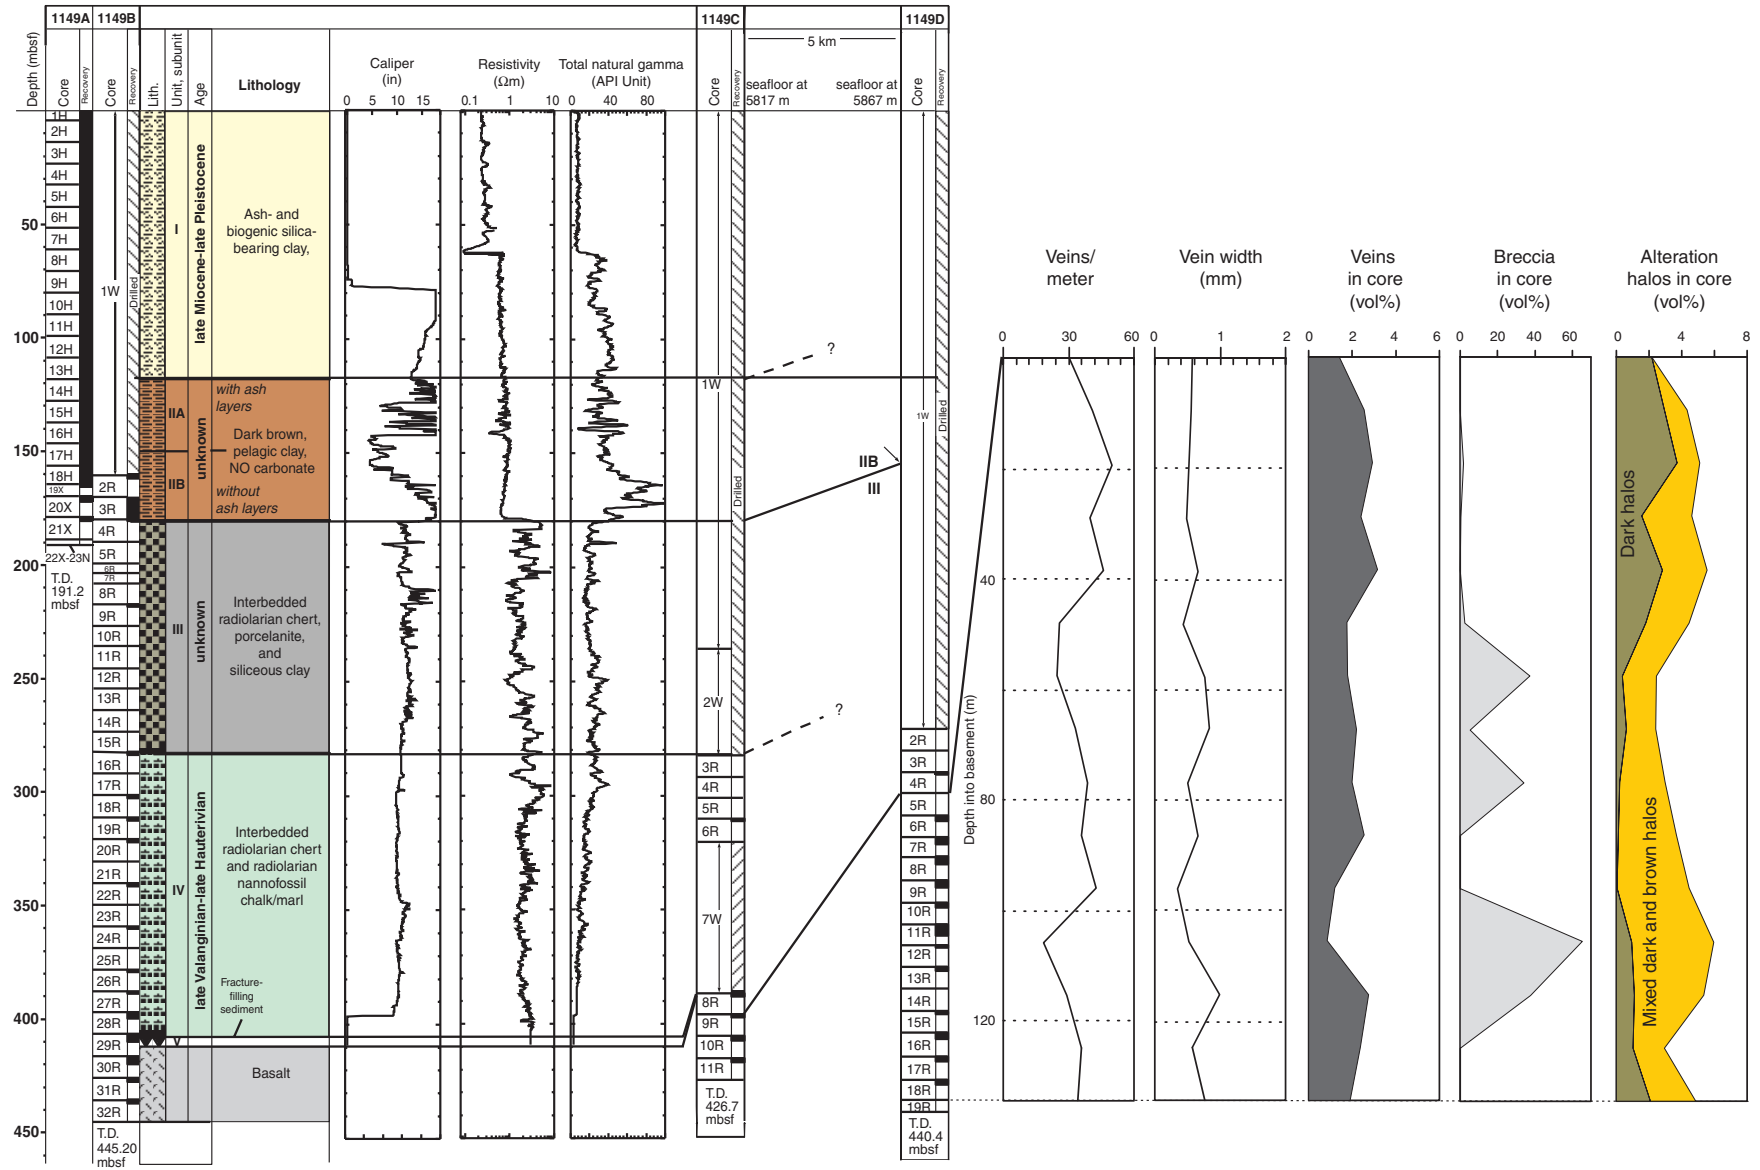 1149A 1149B 1149C 1149D
5 km
Depth (mbsf)
Core
Recovery
Core
Recovery
Lith.
Unit, subunit
Age
Lithology
Caliper
(in)
0 5 10 15
Resistivity
(Ωm)
0.1 1 10
Total natural gamma
(API Unit)
0 40 80
Core
Recovery
seafloor at
5817 m
seafloor at
5867 m
Core
Recovery
50
100
150
200
250
300
350
400
450
1H
2H
3H
4H
5H
6H
7H
8H
9H
10H
11H
12H
13H
14H
15H
16H
17H
18H
19X
20X
21X
22X-23N
T.D.
191.2
mbsf
1W
Drilled
2R
3R
4R
5R
6R
7R
8R
9R
10R
11R
12R
13R
14R
15R
16R
17R
18R
19R
20R
21R
22R
23R
24R
25R
26R
27R
28R
29R
30R
31R
32R
T.D.
445.20
mbsf
I
late Miocene-late Pleistocene
Ash- and
biogenic silica-
bearing clay,
IIA
IIB
unknown
with ash
layers
Dark brown,
pelagic clay,
NO carbonate
without
ash layers
III
unknown
Interbedded
radiolarian chert,
porcelanite,
and
siliceous clay
IV
late Valanginian-late Hauterivian
Interbedded
radiolarian chert
and radiolarian
nannofossil
chalk/marl
Fracture-
filling
sediment
V
Basalt
1W
Drilled
2W
3R
4R
5R
6R
7W
8R
9R
10R
11R
T.D.
426.7
mbsf
?
IIB
III
?
1W
Drilled
2R
3R
4R
5R
6R
7R
8R
9R
10R
11R
12R
13R
14R
15R
16R
17R
18R
19R
T.D.
440.4
mbsf
Depth into basement (m)
40
80
120
Veins/
meter
0 30 60
Vein width
(mm)
0 1 2
Veins
in core
(vol%)
0 2 4 6
Breccia
in core
(vol%)
0 20 40 60
Alteration
halos in core
(vol%)
0 4 8
Dark halos
Mixed dark and brown halos